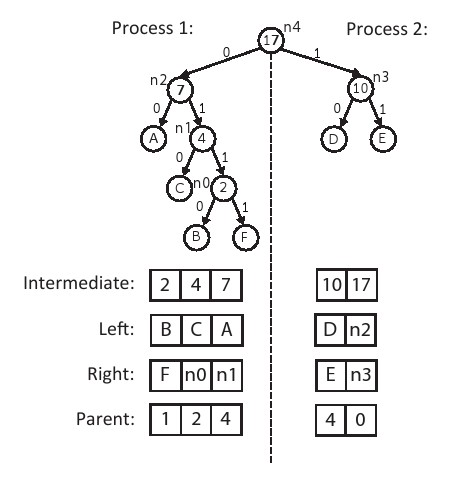 Process 1: n4 Process 2:
17
0 1
n2 n3
7 10
0 1 0 1
A n1 4 D E
0 1
C n0 2
0 1
B F
Intermediate: 2 4 7 10 17
Left: B C A D n2
Right: F n0 n1 E n3
Parent: 1 2 4 4 0